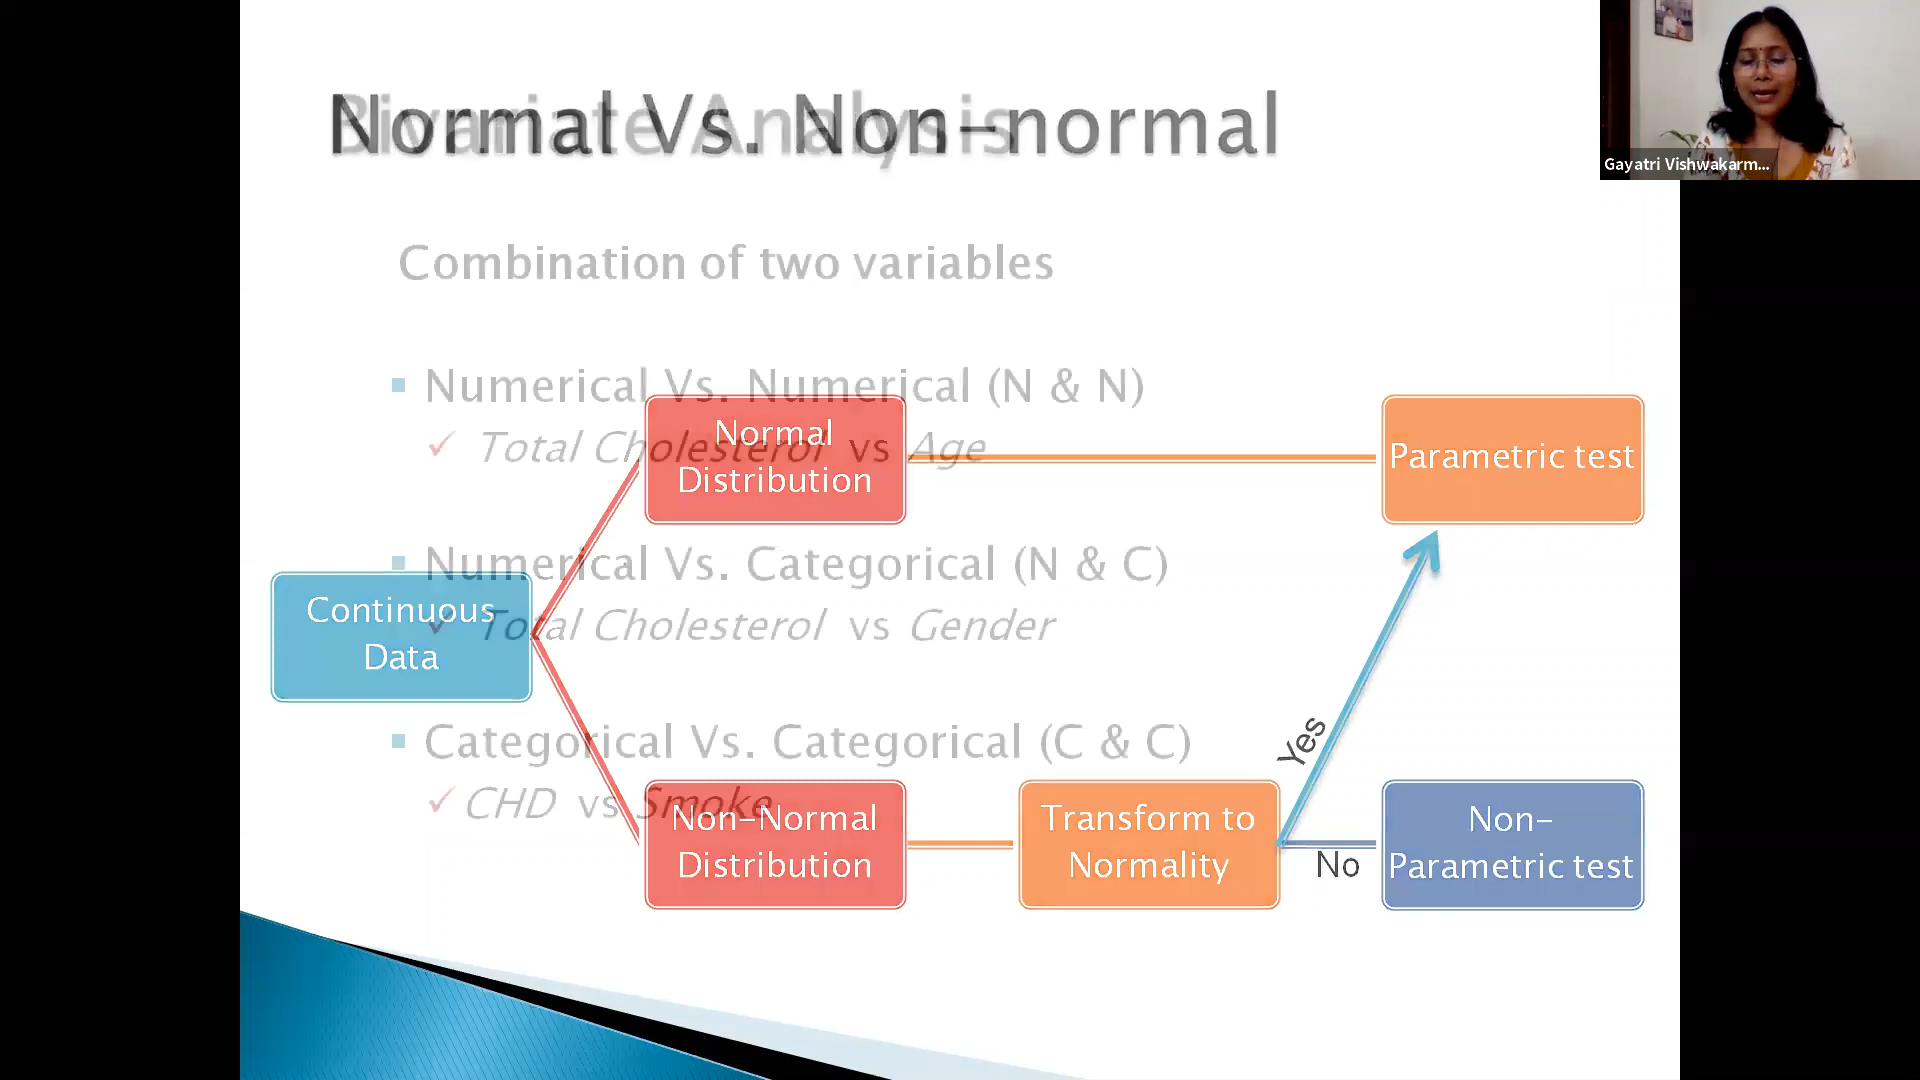 Normal Vs. Non-normal
Bivariate Analysis
Combination of two variables
Numerical Vs. Numerical (N & N)
✓ Total Cholesterol vs Age
Numerical Vs. Categorical (N & C)
✓ Total Cholesterol vs Gender
Categorical Vs. Categorical (C & C)
✓ CHD vs Smoke
Continuous
Data
Normal
Distribution
Parametric test
Non-Normal
Distribution
Transform to
Normality
Yes
No
Non-
Parametric test
Gayatri Vishwakarm...